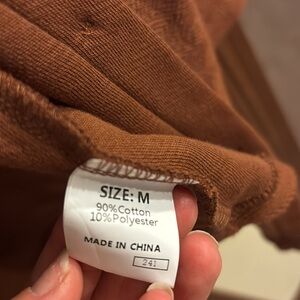 SIZE: M
90%Cotton
10%Polyester
MADE IN CHINA
241